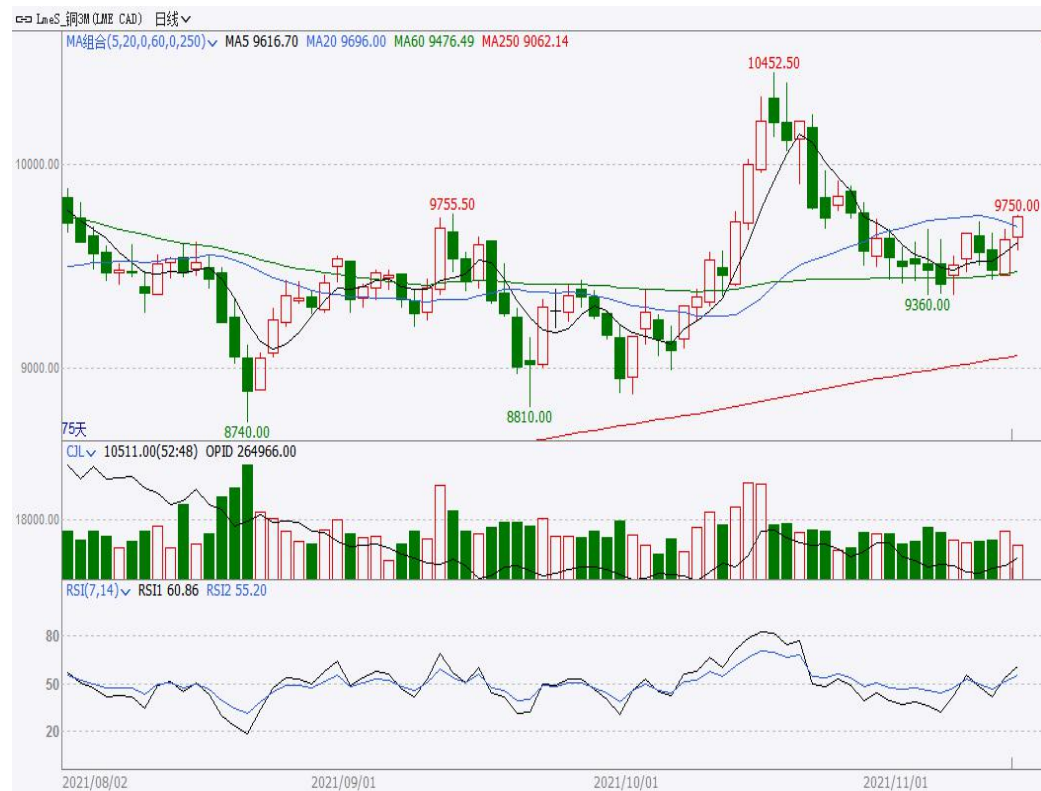 LmeS_铜3M(LME CAD) 日线
MA组合(5,20,0,60,0,250) MA5 9616.70 MA20 9696.00 MA60 9476.49 MA250 9062.14
10452.50
10000.00
9755.50
9750.00
9360.00
9000.00
8810.00
75天
8740.00
CJL 10511.00(52:48) OPID 264966.00
18000.00
RSI(7,14) RSI1 60.86 RSI2 55.20
80
50
20
2021/08/02 2021/09/01 2021/10/01 2021/11/01